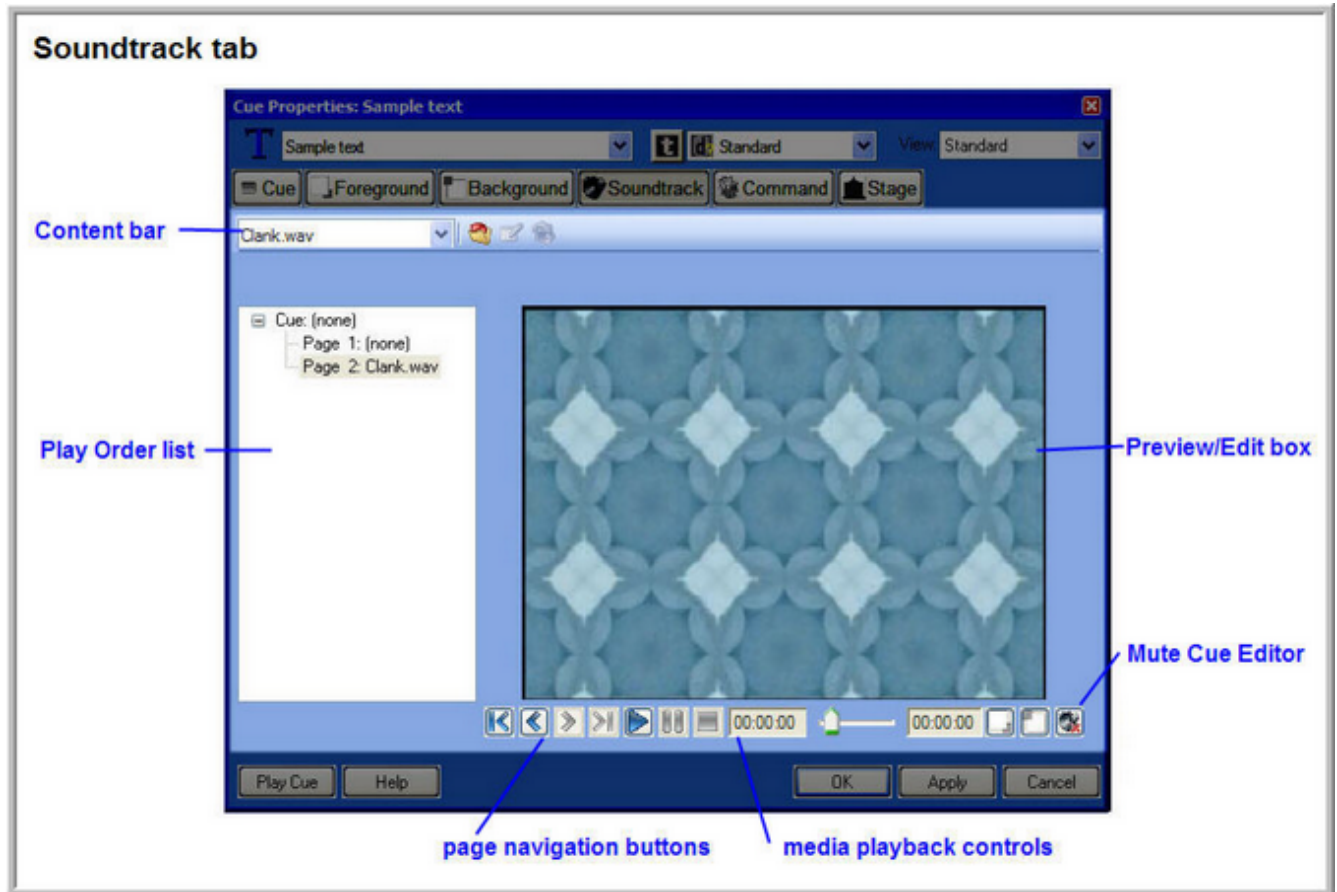 Soundtrack tab
Cue Properties: Sample text
T Sample text t d: Standard View: Standard
Cue Foreground Background Soundtrack Command Stage
Content bar
Clank.wav
Cue: (none)
Page 1: (none)
Page 2: Clank.wav
Play Order list
Preview/Edit box
Mute Cue Editor
00:00:00 00:00:00
Play Cue Help OK Apply Cancel
page navigation buttons media playback controls